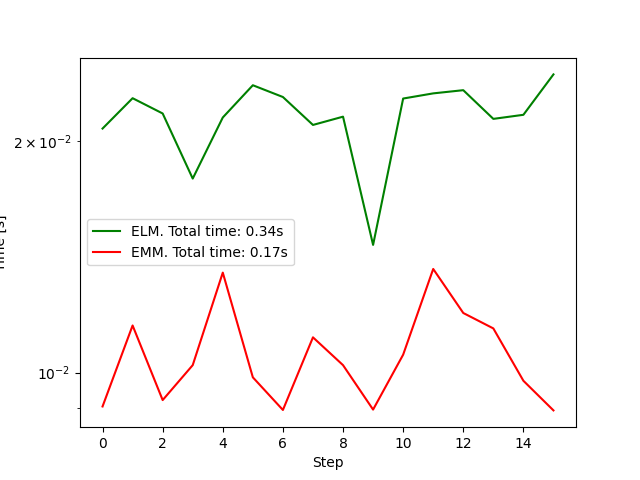 2 × 10⁻²
10⁻²
ELM. Total time: 0.34s
EMM. Total time: 0.17s
0 2 4 6 8 10 12 14
Step